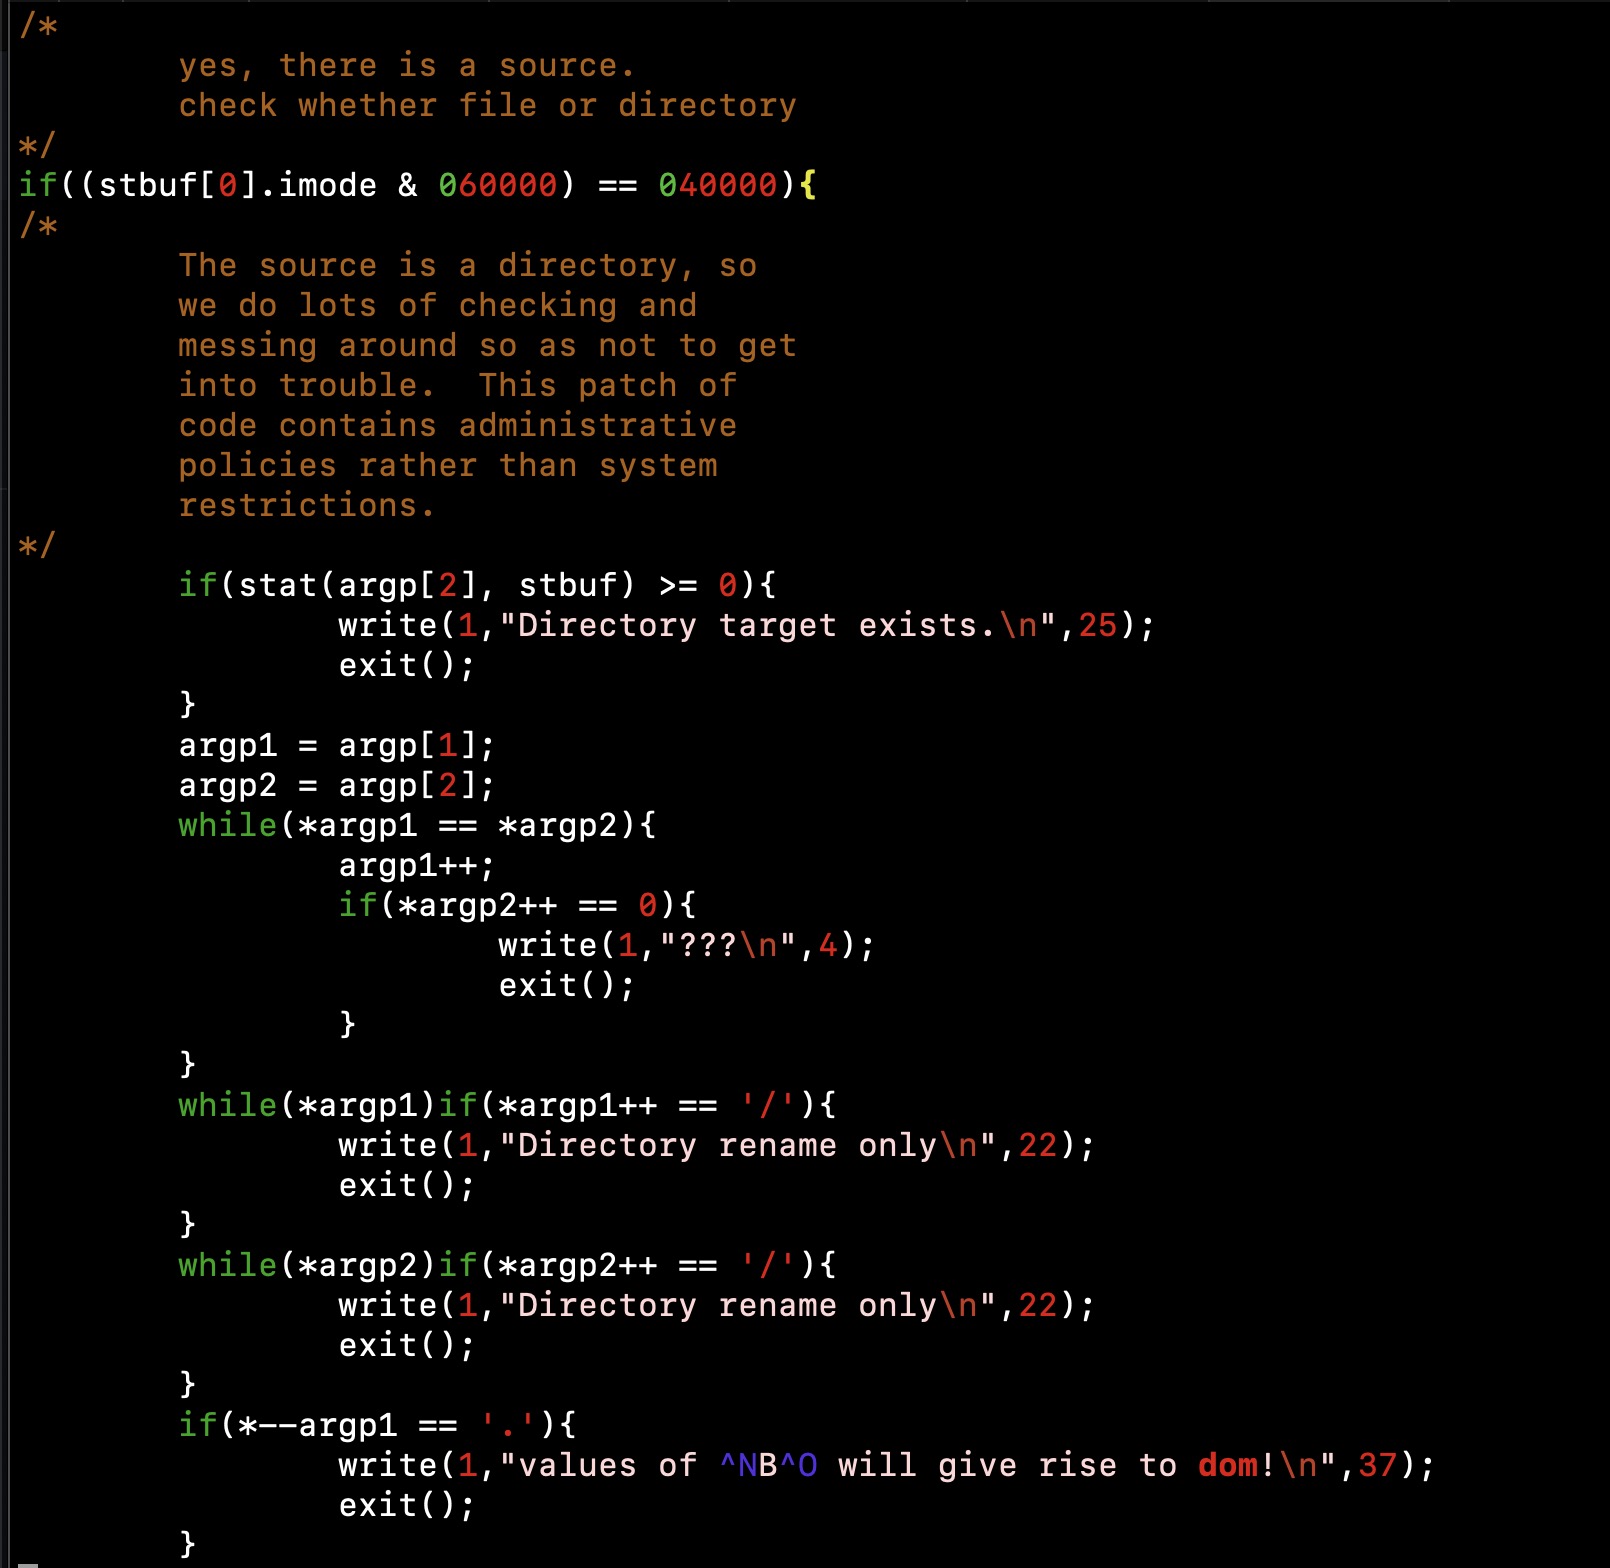 /*
        yes, there is a source.
        check whether file or directory
*/
if((stbuf[0].imode & 060000) == 040000){
/*
        The source is a directory, so
        we do lots of checking and
        messing around so as not to get
        into trouble.  This patch of
        code contains administrative
        policies rather than system
        restrictions.
*/
        if(stat(argp[2], stbuf) >= 0){
                write(1,"Directory target exists.\n",25);
                exit();
        }
        argp1 = argp[1];
        argp2 = argp[2];
        while(*argp1 == *argp2){
                argp1++;
                if(*argp2++ == 0){
                        write(1,"???\n",4);
                        exit();
                }
        }
        while(*argp1)if(*argp1++ == '/'){
                write(1,"Directory rename only\n",22);
                exit();
        }
        while(*argp2)if(*argp2++ == '/'){
                write(1,"Directory rename only\n",22);
                exit();
        }
        if(*--argp1 == '.'){
                write(1,"values of ^NB^O will give rise to dom!\n",37);
                exit();
        }